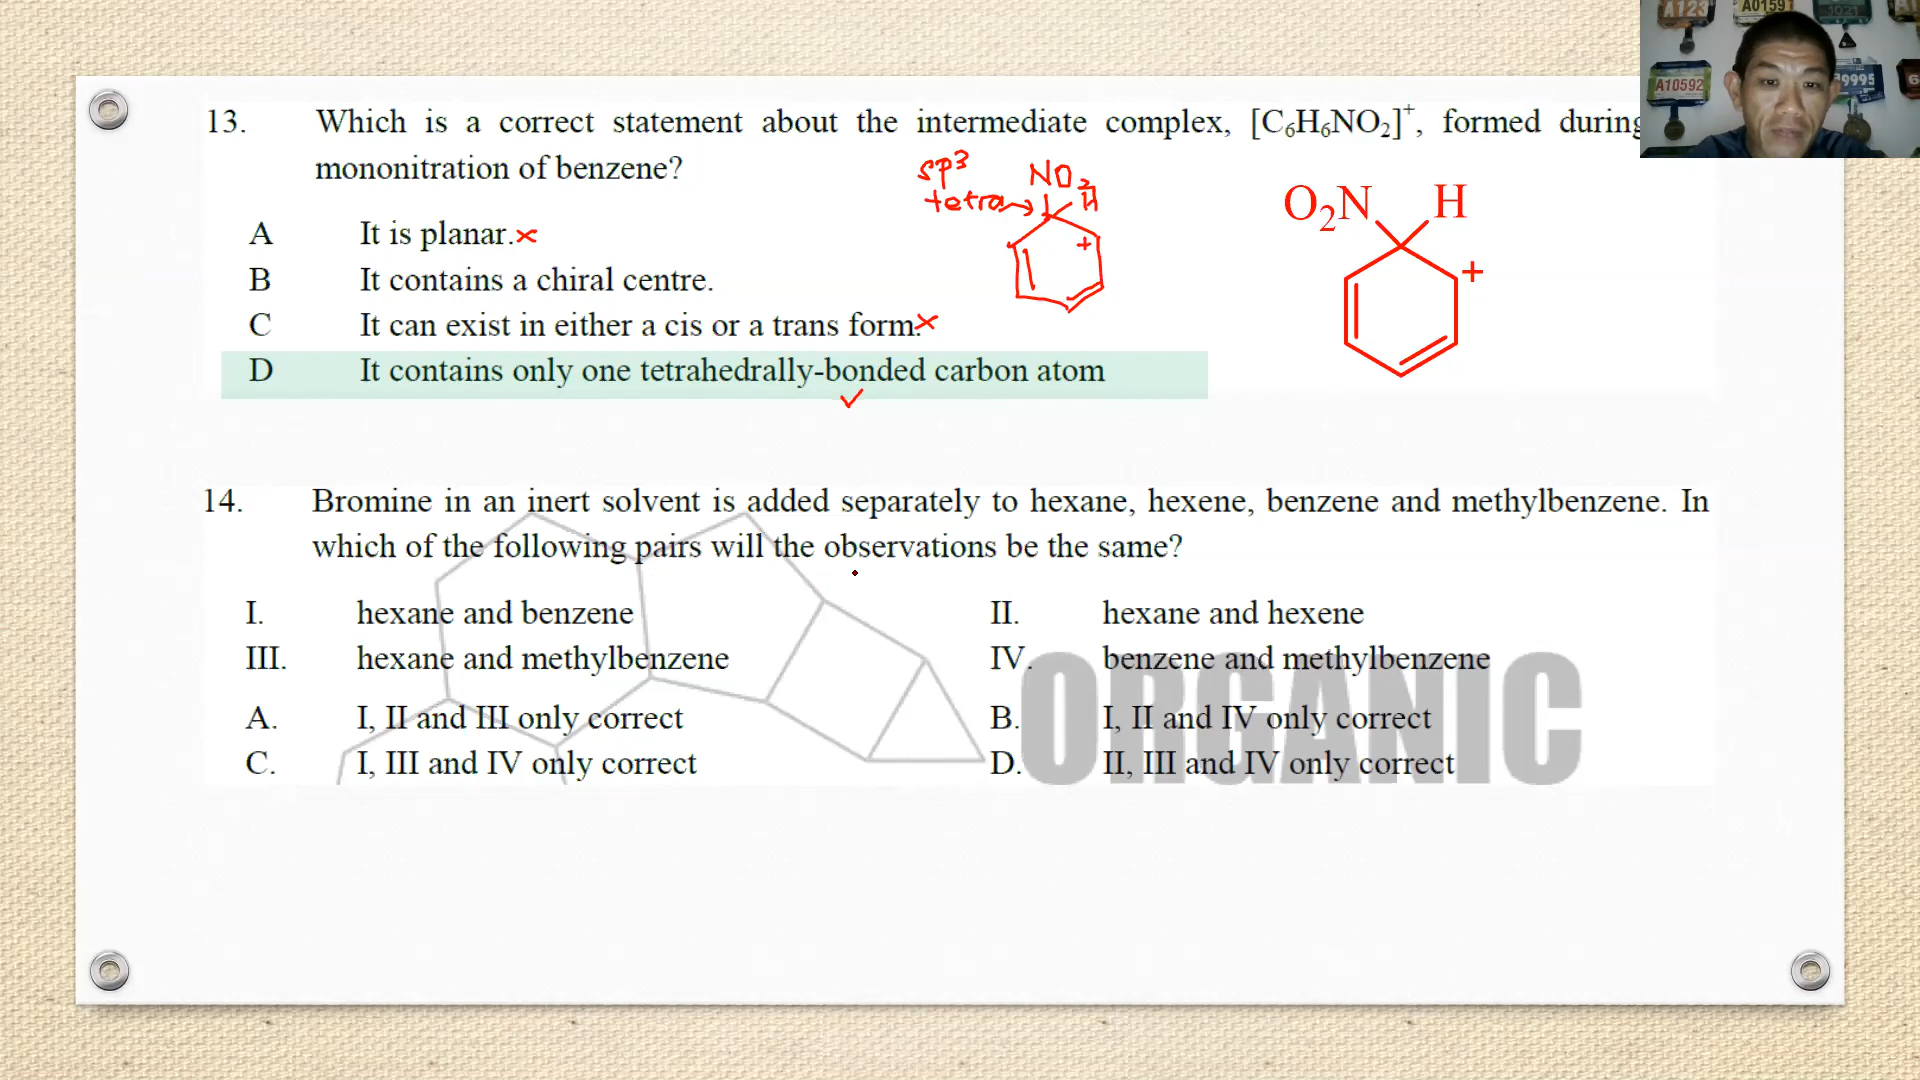 A123
A0159
1021
A10592
9995
13. Which is a correct statement about the intermediate complex, [C₆H₆NO₂]⁺, formed during
mononitration of benzene?
sp³
tetra
NO₂
H
O₂N H
+
+
A It is planar. ×
B It contains a chiral centre.
C It can exist in either a cis or a trans form. ×
D It contains only one tetrahedrally-bonded carbon atom
✓
14. Bromine in an inert solvent is added separately to hexane, hexene, benzene and methylbenzene. In
which of the following pairs will the observations be the same?
I. hexane and benzene II. hexane and hexene
III. hexane and methylbenzene IV. benzene and methylbenzene
A. I, II and III only correct B. I, II and IV only correct
C. I, III and IV only correct D. II, III and IV only correct
ORGANIC